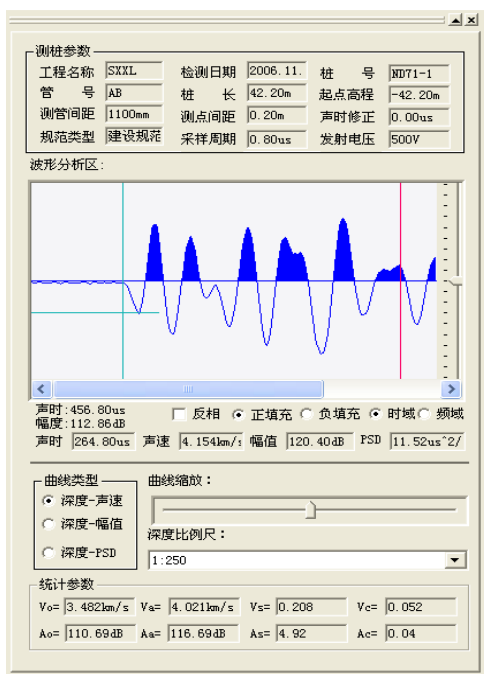 测桩参数
工程名称 SXXL 检测日期 2006.11. 桩 号 ND71-1
管 号 AB 桩 长 42.20m 起点高程 -42.20m
测管间距 1100mm 测点间距 0.20m 声时修正 0.00us
规范类型 建设规范 采样周期 0.80us 发射电压 500V
波形分析区:
声时:456.80us
幅度:112.86dB
反相 正填充 负填充 时域 频域
声时 264.80us 声速 4.154km/s 幅值 120.40dB PSD 11.52us^2/
曲线类型 曲线缩放：
深度-声速
深度-幅值
深度比例尺：
深度-PSD
1:250
统计参数
Vo= 3.482km/s Va= 4.021km/s Vs= 0.208 Vc= 0.052
Ao= 110.69dB Aa= 116.69dB As= 4.92 Ac= 0.04